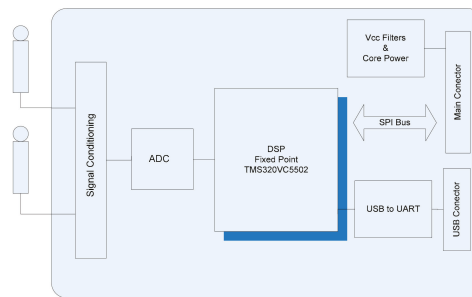 Vcc Filters
&
Core Power
Main Conector
Signal Conditioning
SPI Bus
ADC
DSP
Fixed Point
TMS320VC5502
USB to UART
USB Conector